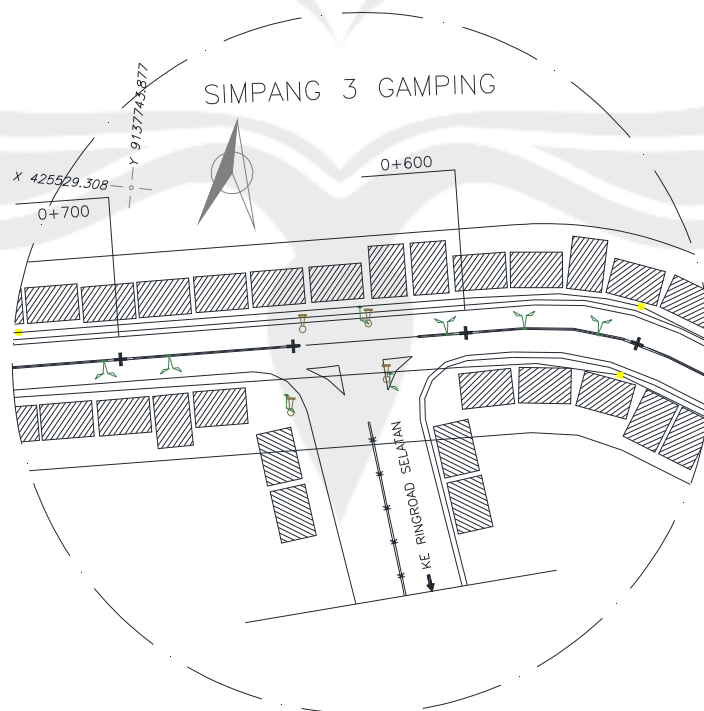 SIMPANG 3 GAMPING
Y 9137743.877
X 425529.308
0+700
0+600
KE RINGROAD SELATAN